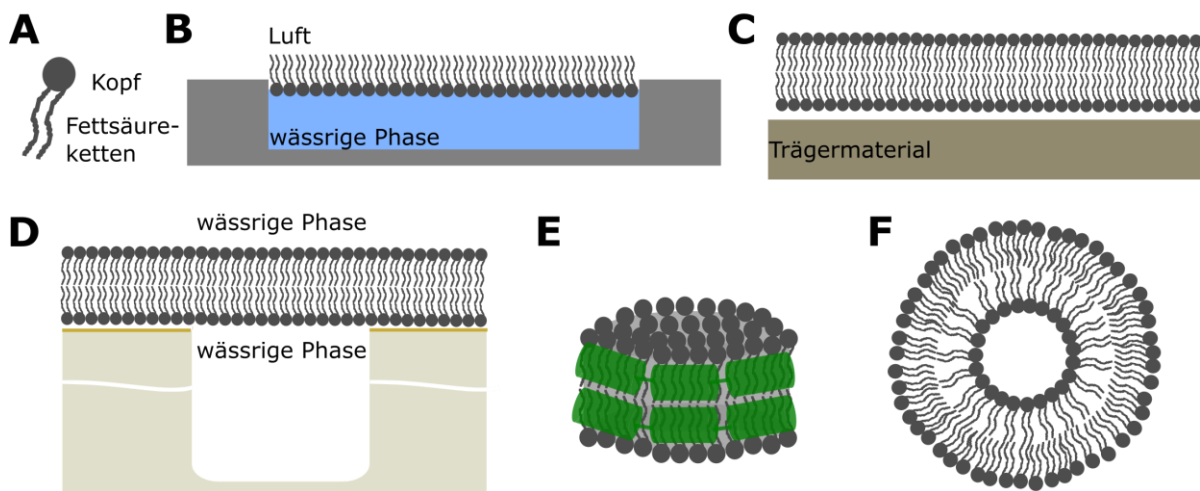 A
Kopf
Fettsäure-
ketten
B
Luft
wässrige Phase
C
Trägermaterial
D
wässrige Phase
wässrige Phase
E
F